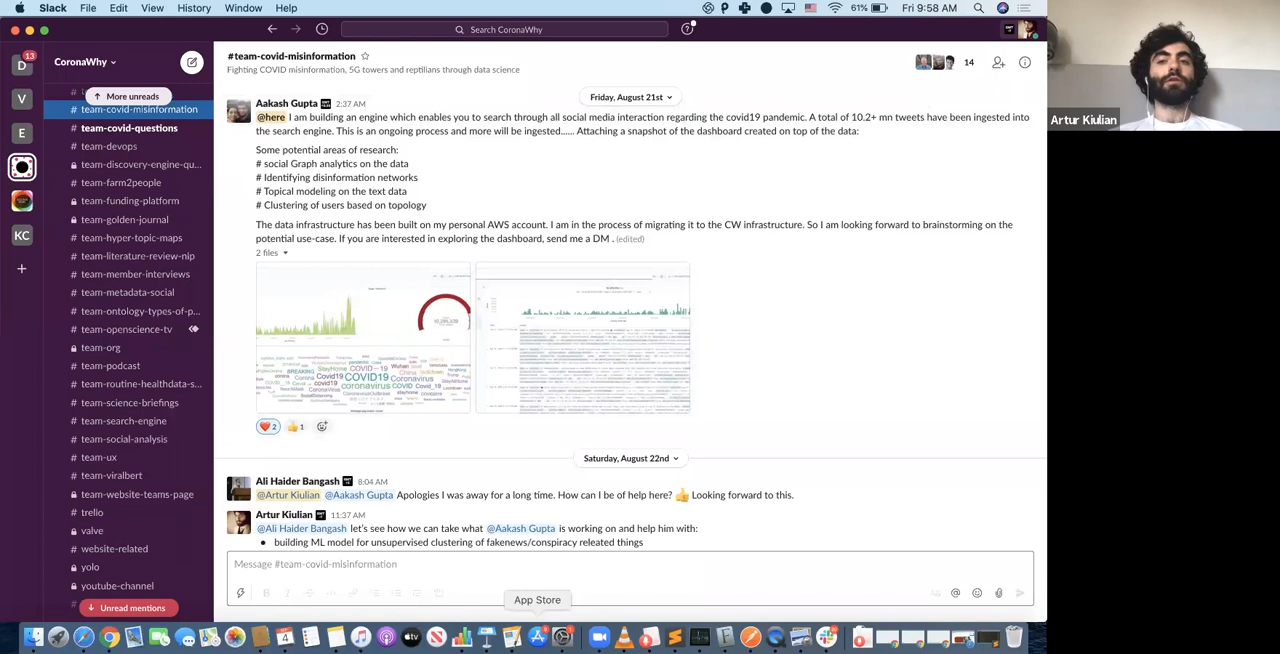 Slack File Edit View History Window Help
61% Fri 9:58 AM
Search CoronaWhy
13
D
V
E
KC
CoronaWhy
More unreads
# team-covid-misinformation
# team-covid-questions
# team-devops
team-discovery-engine-qu...
# team-farm2people
team-funding-platform
team-golden-journal
# team-hyper-topic-maps
# team-literature-review-nip
# team-member-interviews
# team-metadata-social
# team-ontology-types-of-p...
# team-openscience-tv
team-org
# team-podcast
# team-routine-healthdata-s...
# team-science-briefings
# team-search-engine
# team-social-analysis
# team-ux
# team-viralbert
team-website-teams-page
# trello
valve
# website-related
yolo
youtube-channel
Unread mentions
#team-covid-misinformation
Fighting COVID misinformation, 5G towers and reptilians through data science
14
Friday, August 21st
Aakash Gupta 2:37 AM
@here I am building an engine which enables you to search through all social media interaction regarding the covid19 pandemic. A total of 10.2+ mn tweets have been ingested into
the search engine. This is an ongoing process and more will be ingested...... Attaching a snapshot of the dashboard created on top of the data:
Some potential areas of research:
# social Graph analytics on the data
# Identifying disinformation networks
# Topical modeling on the text data
# Clustering of users based on topology
The data infrastructure has been built on my personal AWS account. I am in the process of migrating it to the CW infrastructure. So I am looking forward to brainstorming on the
potential use-case. If you are interested in exploring the dashboard, send me a DM . (edited)
2 files
BREAKING COVID—19 Wuhan China
COVID19 Coronavirus
coronavirus COVID Covid_19
2
1
Saturday, August 22nd
Ali Haider Bangash 8:04 AM
@Artur Kiulian @Aakash Gupta Apologies I was away for a long time. How can I be of help here? Looking forward to this.
Artur Kiulian 11:37 AM
@Ali Haider Bangash let's see how we can take what @Aakash Gupta is working on and help him with:
• building ML model for unsupervised clustering of fakenews/conspiracy releated things
Message #team-covid-misinformation
App Store
Artur Kiulian